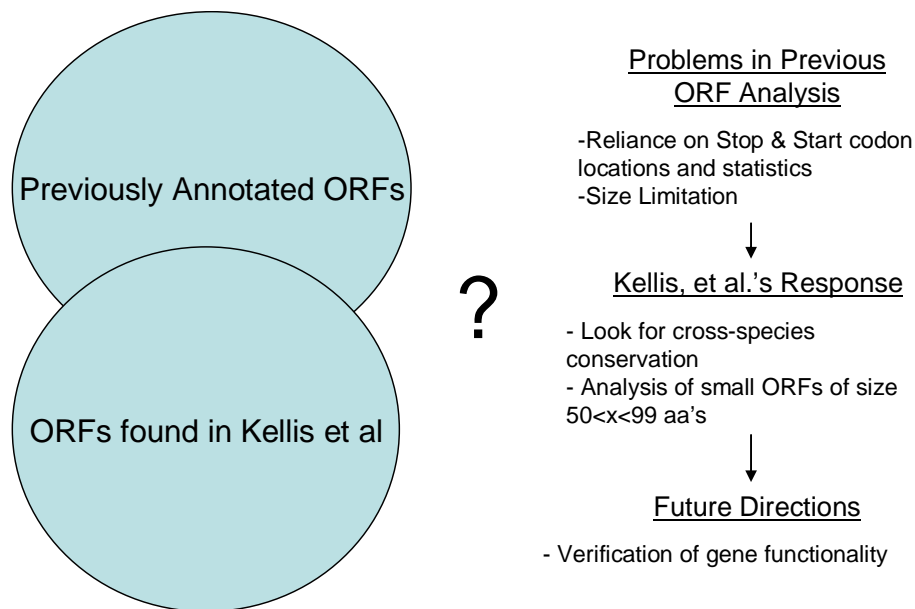 Previously Annotated ORFs
ORFs found in Kellis et al
?
Problems in Previous
ORF Analysis
-Reliance on Stop & Start codon
locations and statistics
-Size Limitation
Kellis, et al.'s Response
- Look for cross-species
conservation
- Analysis of small ORFs of size
50<x<99 aa's
Future Directions
- Verification of gene functionality